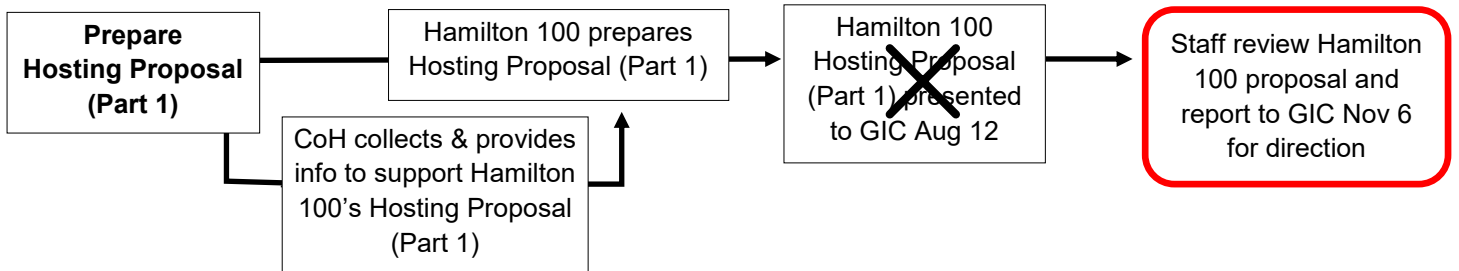 Prepare
Hosting Proposal
(Part 1)
Hamilton 100 prepares
Hosting Proposal (Part 1)
CoH collects & provides
info to support Hamilton
100's Hosting Proposal
(Part 1)
Hamilton 100
Hosting Proposal
(Part 1) presented
to GIC Aug 12
Staff review Hamilton
100 proposal and
report to GIC Nov 6
for direction